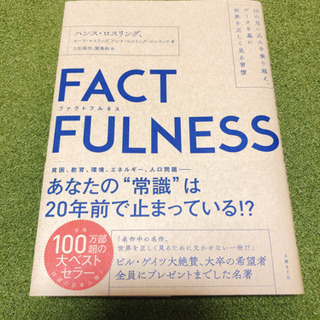 10の思い込みを乗り越え、
データを基に
世界を正しく見る習慣
ハンス・ロスリング、
オーラ・ロスリング、アンナ・ロスリング・ロンランド 著
上杉周作、関美和 訳
FACT
ファクトフルネス
FULNESS
貧困、教育、環境、エネルギー、人口問題──
あなたの“常識”は
20年前で止まっている!?
世界
100万部
超の
大ベスト
セラー
「名作中の名作。
世界を正しく見るために欠かせない一冊だ」
ビル・ゲイツ大絶賛、大卒の希望者
全員にプレゼントまでした名著
日経BP社